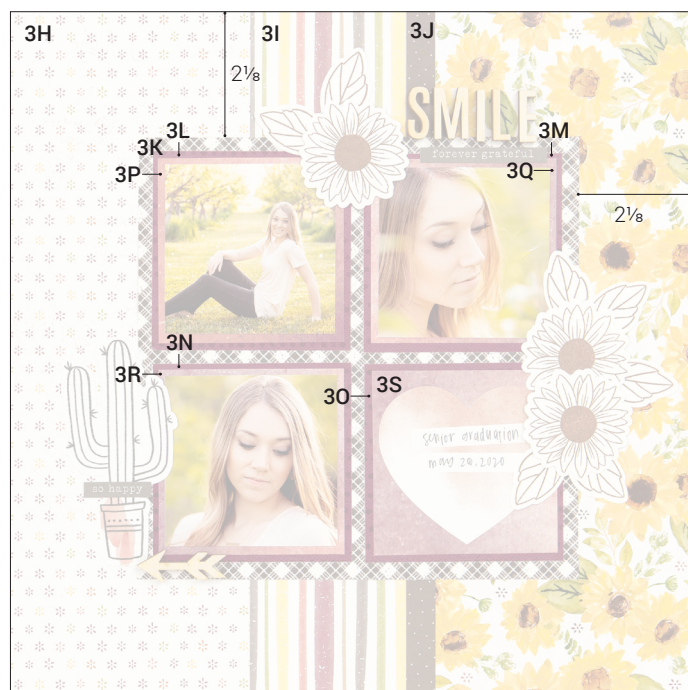 3H
3I
3J
2⅛
SMILE
3L
3M
3K
forever grateful
3P
3Q
2⅛
3N
3R
3O
3S
senior graduation
may 20, 2020
so happy